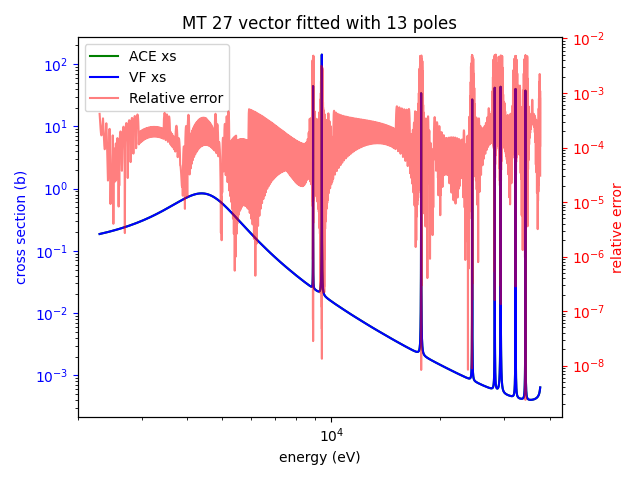 MT 27 vector fitted with 13 poles
ACE xs
VF xs
Relative error
cross section (b)
10^2
10^1
10^0
10^-1
10^-2
10^-3
10^-2
10^-3
10^-4
10^-5
10^-6
10^-7
10^-8
relative error
10^4
energy (eV)